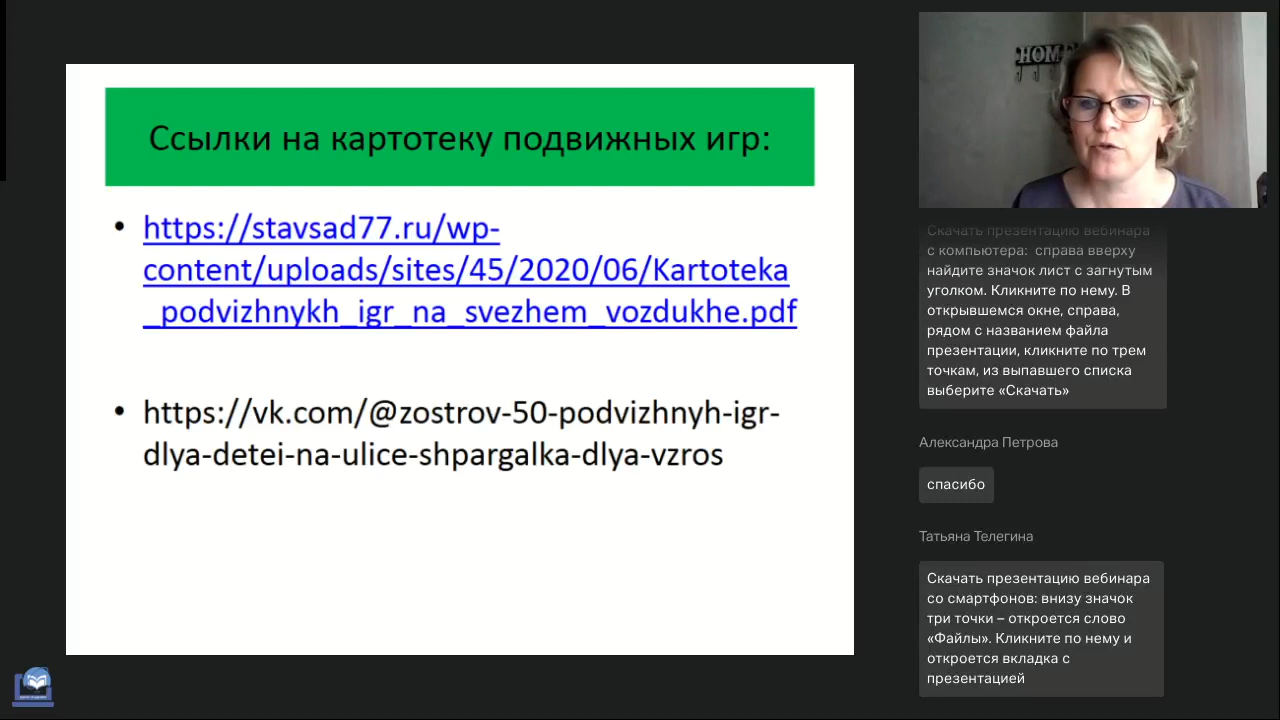 Ссылки на картотеку подвижных игр:
https://stavsad77.ru/wp-
content/uploads/sites/45/2020/06/Kartoteka
_podvizhnykh_igr_na_svezhem_vozdukhe.pdf
https://vk.com/@zostrov-50-podvizhnyh-igr-
dlya-detei-na-ulice-shpargalka-dlya-vzros
HOME
Скачать презентацию вебинара
с компьютера:  справа вверху
найдите значок лист с загнутым
уголком. Кликните по нему. В
открывшемся окне, справа,
рядом с названием файла
презентации, кликните по трем
точкам, из выпавшего списка
выберите «Скачать»
Александра Петрова
спасибо
Татьяна Телегина
Скачать презентацию вебинара
со смартфонов: внизу значок
три точки – откроется слово
«Файлы». Кликните по нему и
откроется вкладка с
презентацией